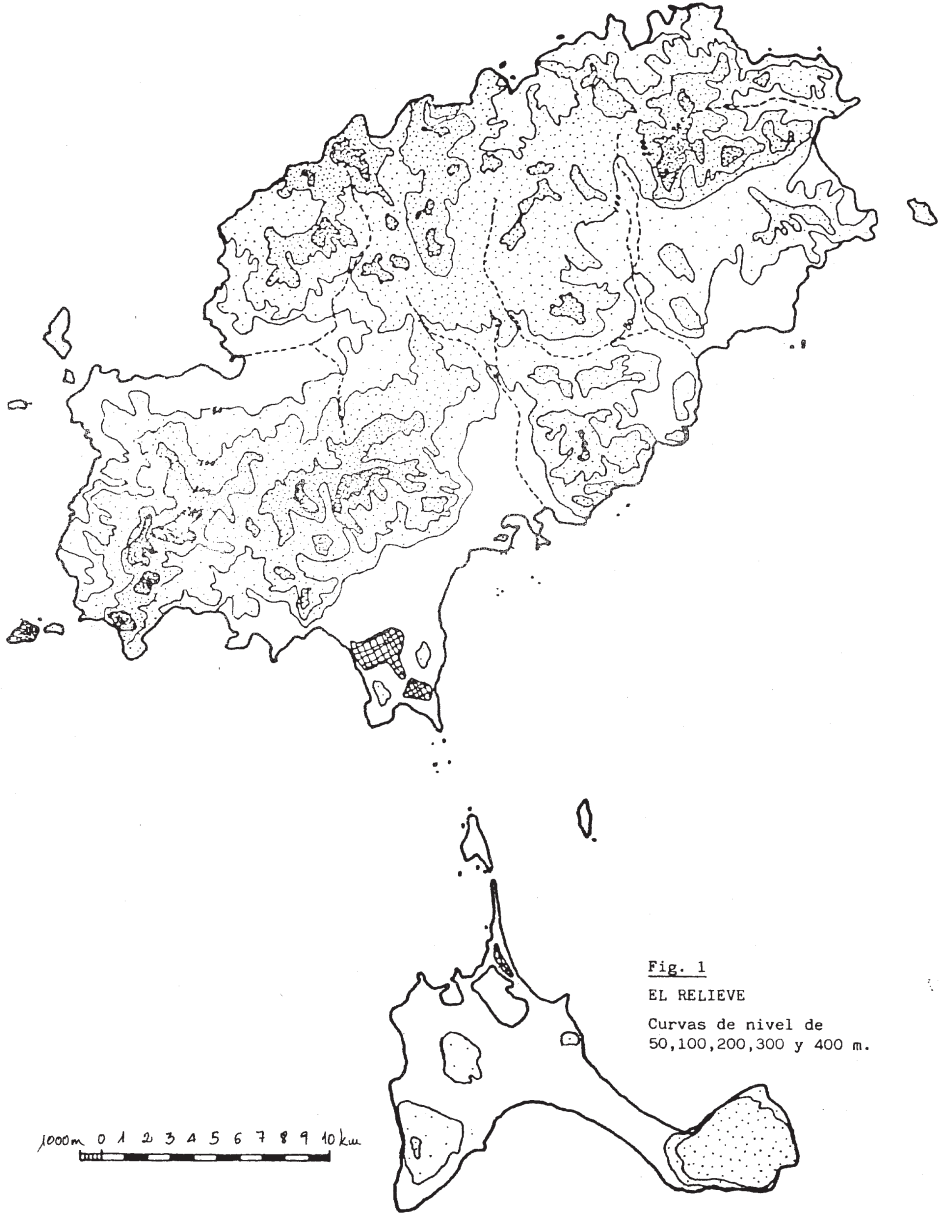 Fig. 1
EL RELIEVE
Curvas de nivel de
50,100,200,300 y 400 m.
1000m 0 1 2 3 4 5 6 7 8 9 10 km